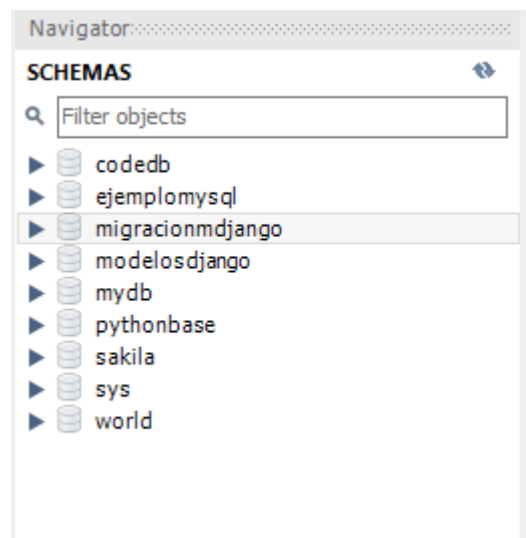 Navigator
SCHEMAS
Filter objects
codedb
ejemplomysql
migracionmdjango
modelosdjango
mydb
pythonbase
sakila
sys
world